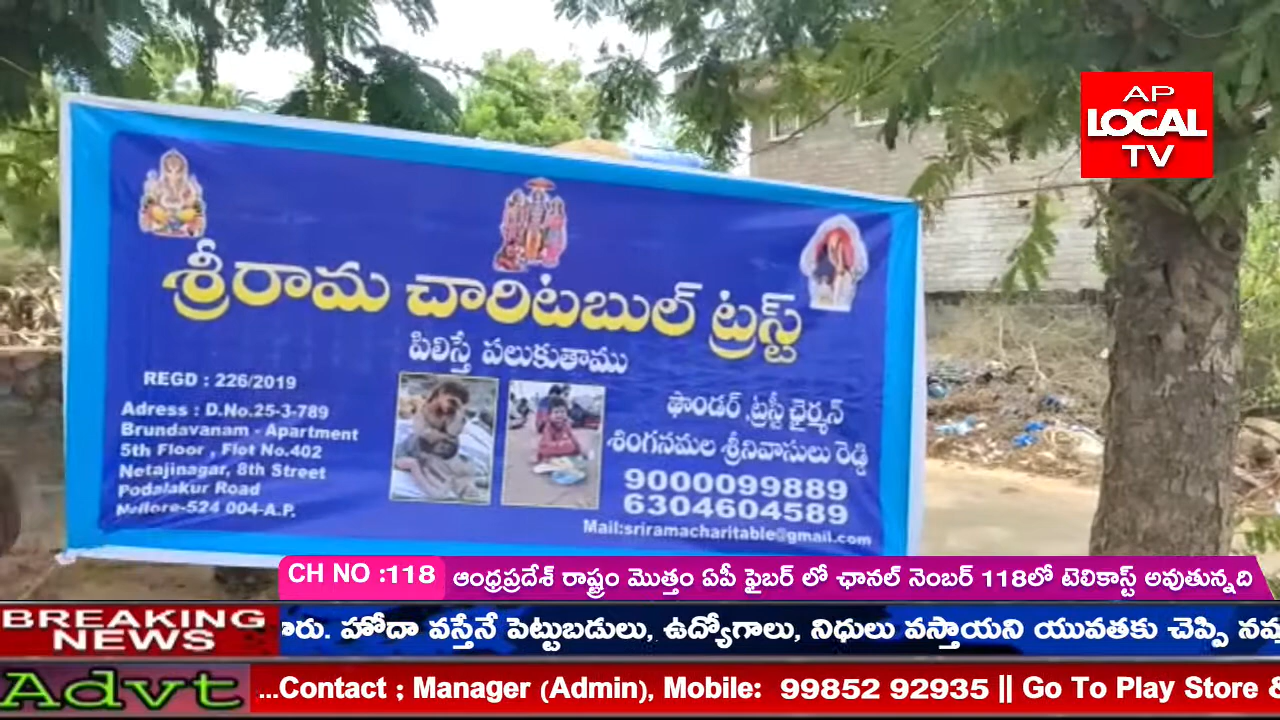 AP
LOCAL
TV
శ్రీరామ చారిటబుల్ ట్రస్ట్
పిలిస్తే పలుకుతాము
REGD : 226/2019
Adress : D.No.25-3-789
Brundavanam - Apartment
5th Floor , Flot No.402
Netajinagar, 8th Street
Podalakur Road
Nellore-524 004-A.P.
ఫౌండర్ ,ట్రస్టీ ఛైర్మన్
శింగనమల శ్రీనివాసులు రెడ్డి
9000099889
6304604589
Mail:sriramacharitable@gmail.com
CH NO :118 ఆంధ్రప్రదేశ్ రాష్ట్రం మొత్తం ఏపీ ఫైబర్ లో ఛానల్ నెంబర్ 118లో టెలికాస్ట్ అవుతున్నది
BREAKING
NEWS
హోదా వస్తేనే పెట్టుబడులు, ఉద్యోగాలు, నిధులు వస్తాయని యువతకు చెప్పి
Advt ...Contact ; Manager (Admin), Mobile: 99852 92935 || Go To Play Store &